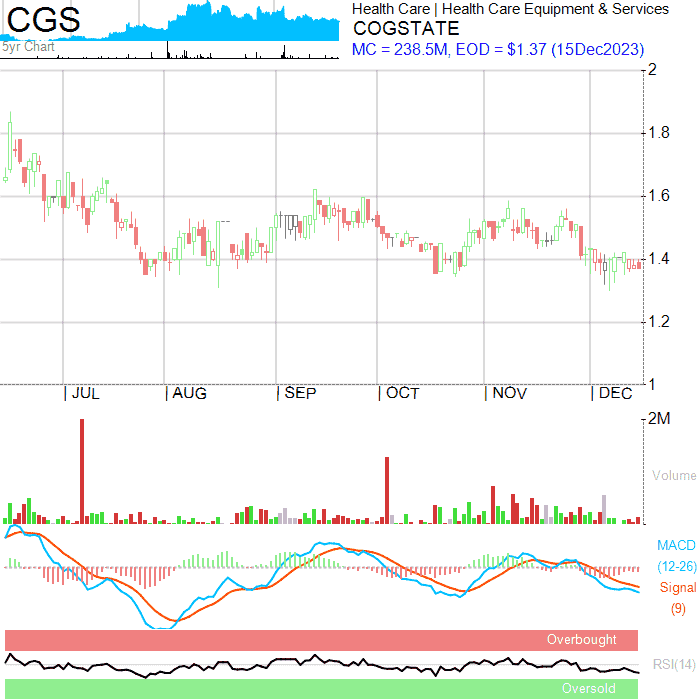 CGS
5yr Chart
Health Care | Health Care Equipment & Services
COGSTATE
MC = 238.5M, EOD = $1.37 (15Dec2023)
2
1.8
1.6
1.4
1.2
1
| JUL | AUG | SEP | OCT | NOV | DEC
2M
Volume
MACD
(12-26)
Signal
(9)
Overbought
RSI(14)
Oversold